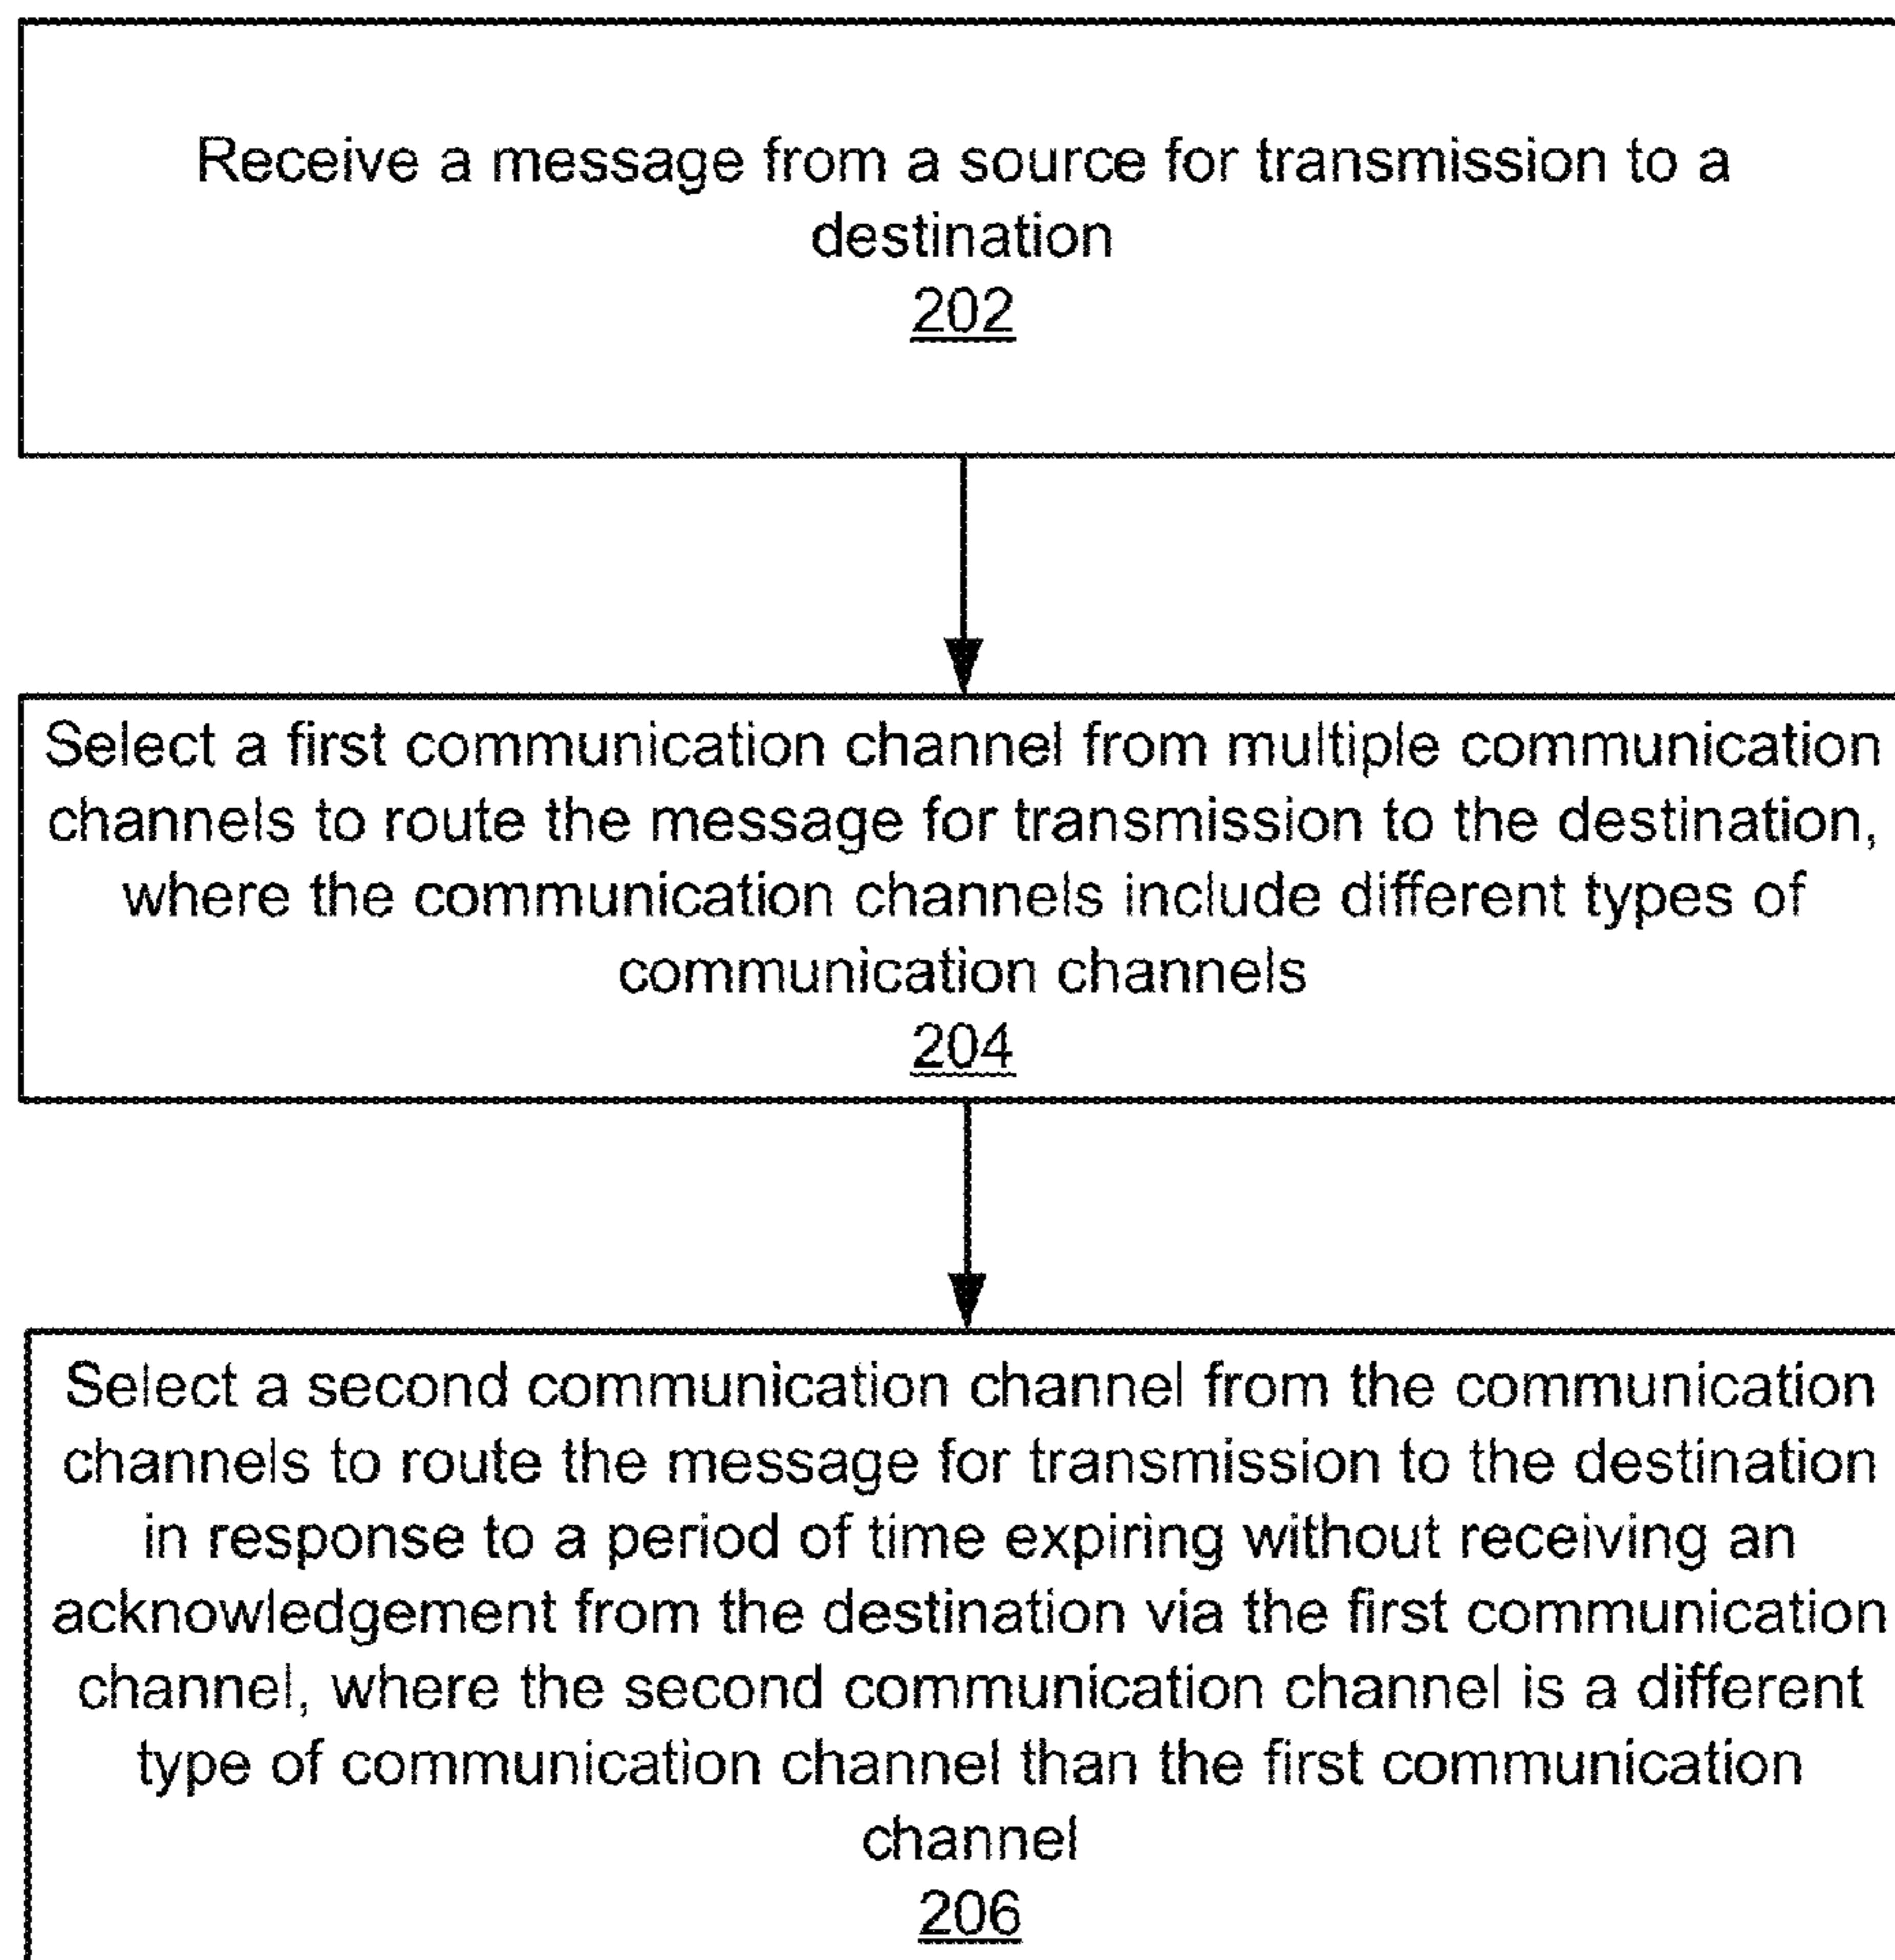 Receive a message from a source for transmission to a
destination
202
Select a first communication channel from multiple communication
channels to route the message for transmission to the destination,
where the communication channels include different types of
communication channels
204
Select a second communication channel from the communication
channels to route the message for transmission to the destination
in response to a period of time expiring without receiving an
acknowledgement from the destination via the first communication
channel, where the second communication channel is a different
type of communication channel than the first communication
channel
206